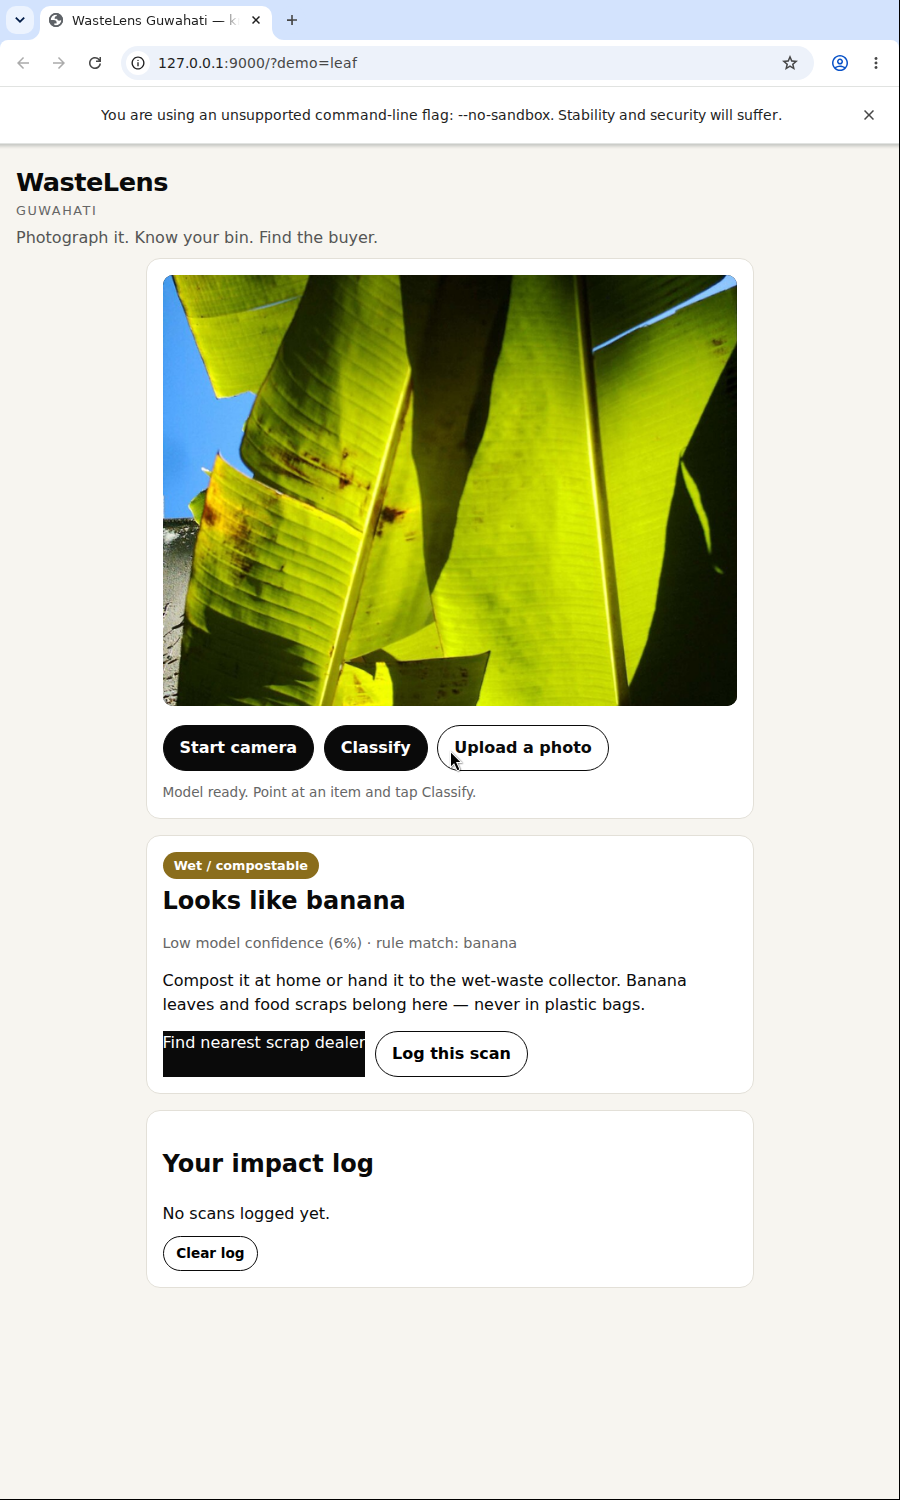 WasteLens Guwahati — k
127.0.0.1:9000/?demo=leaf
You are using an unsupported command-line flag: --no-sandbox. Stability and security will suffer.
WasteLens
GUWAHATI
Photograph it. Know your bin. Find the buyer.
Start camera Classify Upload a photo
Model ready. Point at an item and tap Classify.
Wet / compostable
Looks like banana
Low model confidence (6%) · rule match: banana
Compost it at home or hand it to the wet-waste collector. Banana
leaves and food scraps belong here — never in plastic bags.
Find nearest scrap dealer Log this scan
Your impact log
No scans logged yet.
Clear log